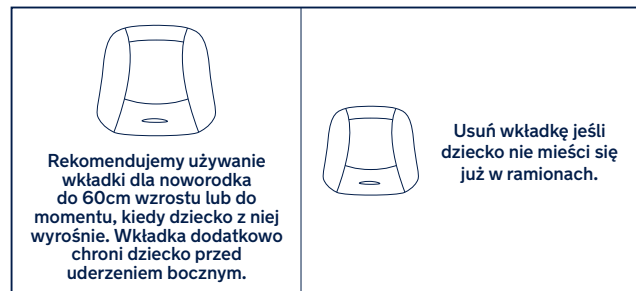 Rekomendujemy używanie
wkładki dla noworodka
do 60cm wzrostu lub do
momentu, kiedy dziecko z niej
wyrośnie. Wkładka dodatkowo
chroni dziecko przed
uderzeniem bocznym.
Usuń wkładkę jeśli
dziecko nie mieści się
już w ramionach.